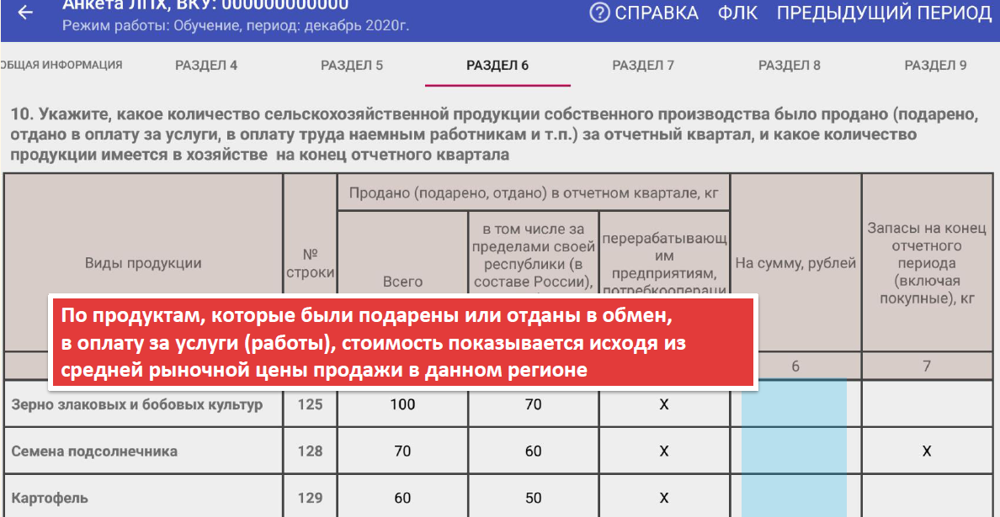 Анкета ЛПХ, ВКУ: 000000000000
Режим работы: Обучение, период: декабрь 2020г.
СПРАВКА ФЛК ПРЕДЫДУЩИЙ ПЕРИОД
ОБЩАЯ ИНФОРМАЦИЯ РАЗДЕЛ 4 РАЗДЕЛ 5 РАЗДЕЛ 6 РАЗДЕЛ 7 РАЗДЕЛ 8 РАЗДЕЛ 9
10. Укажите, какое количество сельскохозяйственной продукции собственного производства было продано (подарено,
отдано в оплату за услуги, в оплату труда наемным работникам и т.п.) за отчетный квартал, и какое количество
продукции имеется в хозяйстве на конец отчетного квартала
Виды продукции
№
строки
Продано (подарено, отдано) в отчетном квартале, кг
Всего
в том числе за
пределами своей
республики (в
составе России),
перерабатывающ
им
предприятиям,
потребкоопераци
На сумму, рублей
Запасы на конец
отчетного
периода
(включая
покупные), кг
По продуктам, которые были подарены или отданы в обмен,
в оплату за услуги (работы), стоимость показывается исходя из
средней рыночной цены продажи в данном регионе
6 7
Зерно злаковых и бобовых культур 125 100 70 X
Семена подсолнечника 128 70 60 X X
Картофель 129 60 50 X